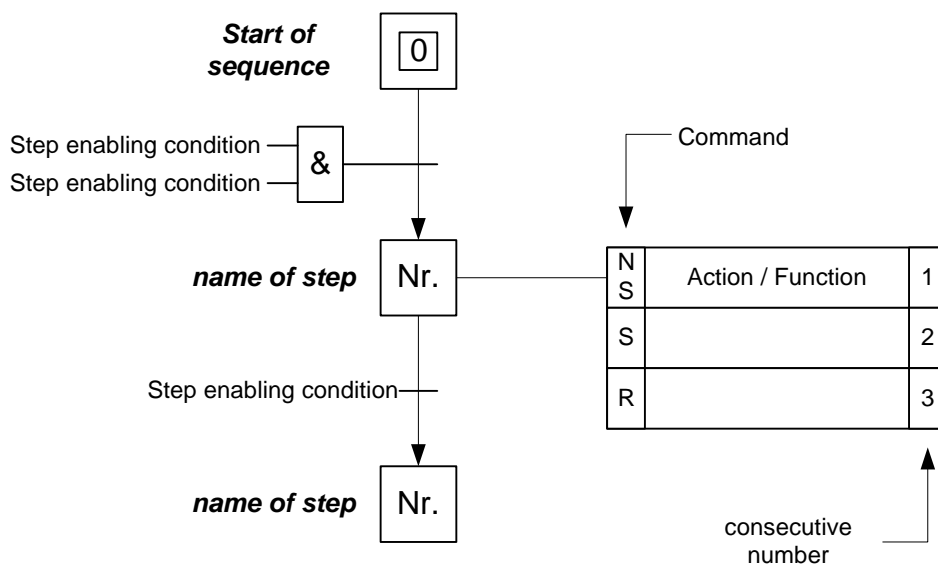 Start of
sequence
0
Step enabling condition
Step enabling condition
&
Command
name of step
Nr.
N
S
Action / Function
1
S
2
R
3
Step enabling condition
name of step
Nr.
consecutive
number